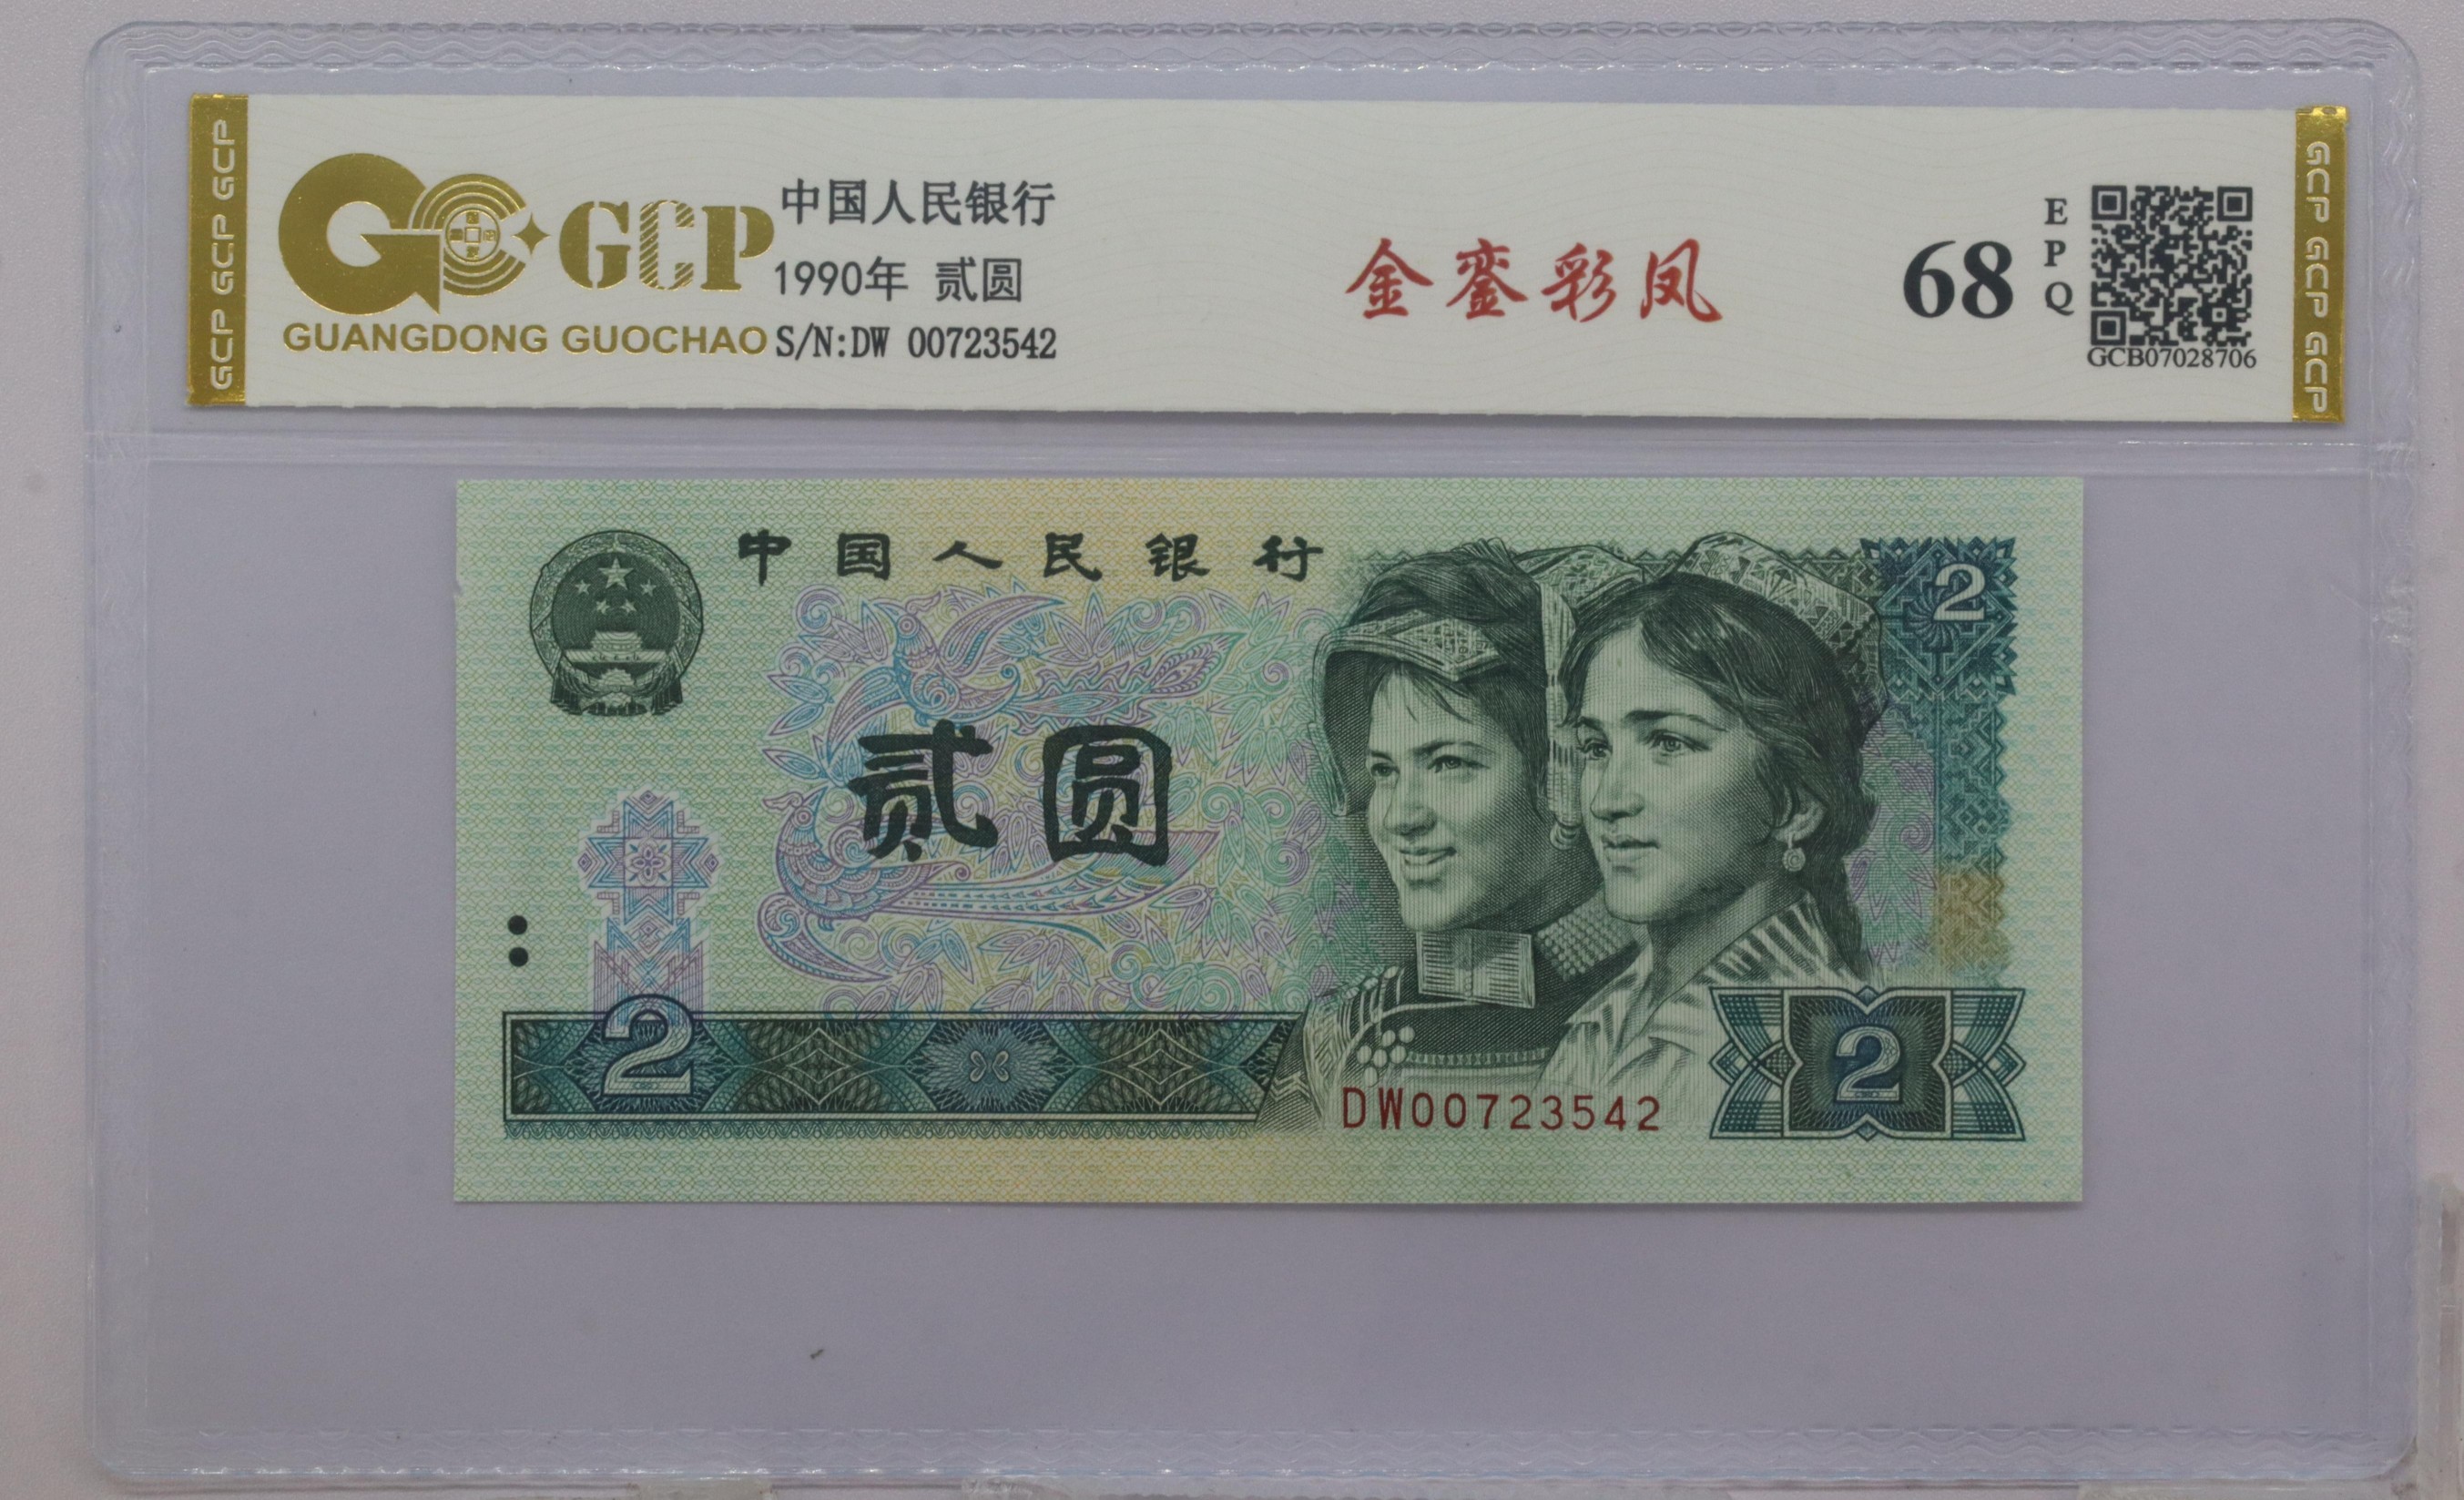 GCP GCP GCP
GCP
GUANGDONG GUOCHAO
中国人民银行
1990年 贰圆
S/N:DW 00723542
金銮彩凤
68
EPQ
GCB07028706
GCP GCP GCP
中国人民银行
2
贰圆
2
DW00723542
2